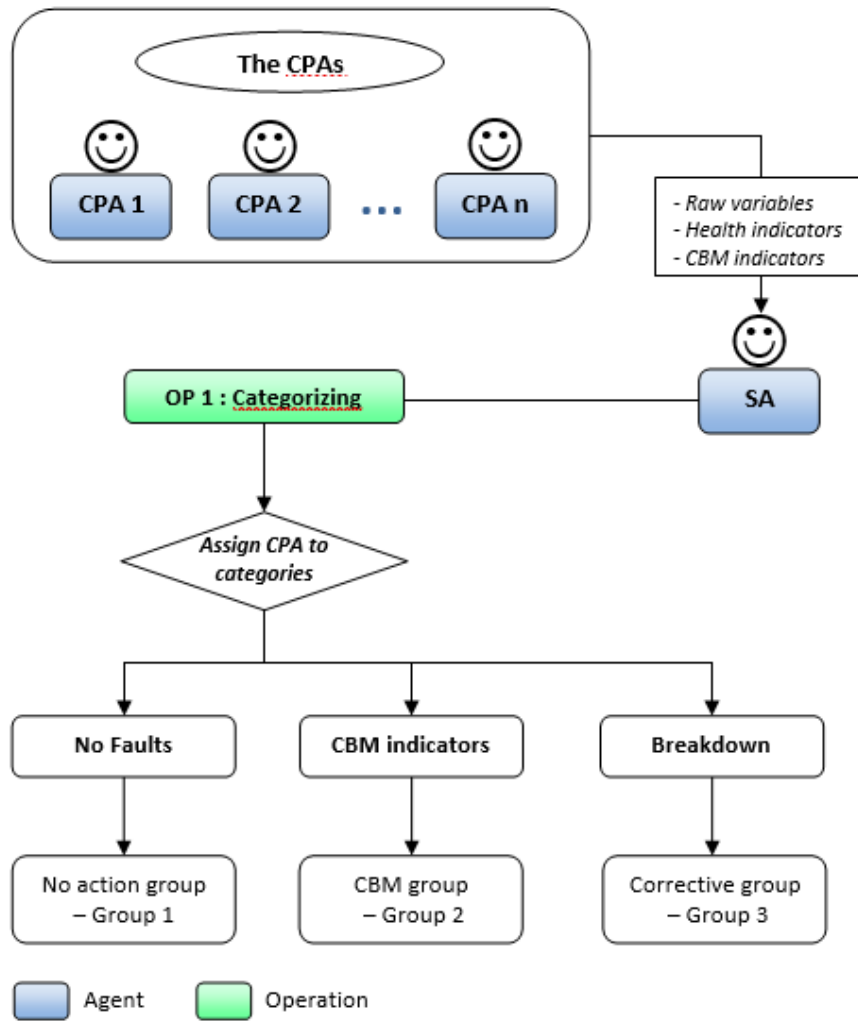 The CPAs
CPA 1
CPA 2
...
CPA n
- Raw variables
- Health indicators
- CBM indicators
SA
OP 1 : Categorizing
Assign CPA to
categories
No Faults
CBM indicators
Breakdown
No action group
– Group 1
CBM group
– Group 2
Corrective group
– Group 3
Agent
Operation